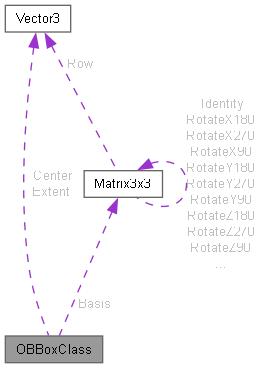 Vector3
Row
Identity
RotateX180
RotateX270
RotateX90
RotateY180
RotateY270
RotateY90
RotateZ180
RotateZ270
RotateZ90
...
Center
Extent
Matrix3x3
Basis
OBBoxClass